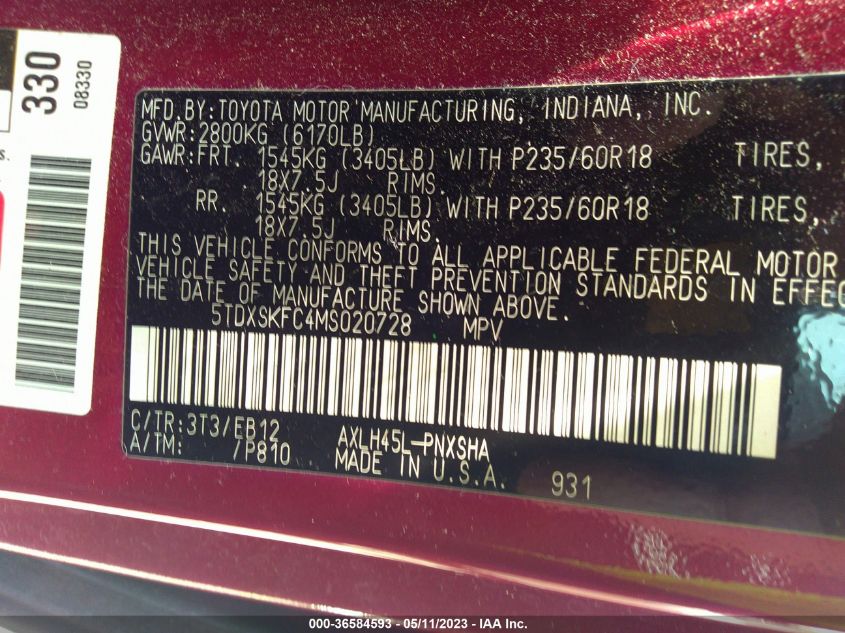 330
08330
s.
MFD.BY:TOYOTA MOTOR MANUFACTURING, INDIANA, INC.
GVWR:2800KG (6170LB)
GAWR:FRT. 1545KG (3405LB) WITH P235/60R18 TIRES,
18X7.5J RIMS.
RR. 1545KG (3405LB) WITH P235/60R18 TIRES,
18X7.5J RIMS.
THIS VEHICLE CONFORMS TO ALL APPLICABLE FEDERAL MOTOR
VEHICLE SAFETY AND THEFT PREVENTION STANDARDS IN EFFEC
THE DATE OF MANUFACTURE SHOWN ABOVE.
5TDXSKFC4MS020728 MPV
C/TR:3T3/EB12 AXLH45L-PNXSHA
A/TM: /P810 MADE IN U.S.A. 931
000-36584593 - 05/11/2023 - IAA Inc.